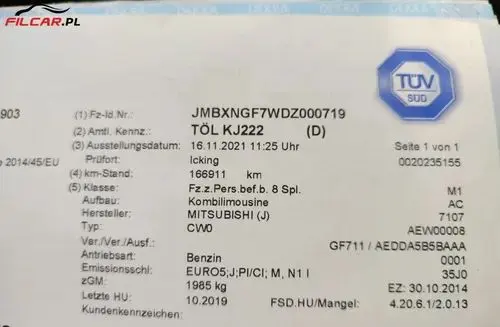 FILCAR.PL
903
(1) Fz-Id.Nr.: JMBXNGF7WDZ000719
(2) Amtl. Kennz.: TÖL KJ222 (D)
(3) Ausstellungsdatum: 16.11.2021 11:25 Uhr Seite 1 von 1
e 2014/45/EU
Prüfort: Icking 0020235155
(4) km-Stand: 166911 km
(5) Klasse: Fz.z.Pers.bef.b. 8 Spl. M1
Aufbau: Kombilimousine AC
Hersteller: MITSUBISHI (J) 7107
Typ: CW0 AEW00008
Ver./Ver./Ausf.: GF711 / AEDDA5B5BAAA
Antriebsart: Benzin 0001
Emissionsschl: EURO5;J;PI/CI; M, N1 I 35J0
zGM: 1985 kg EZ: 30.10.2014
Letzte HU: 10.2019 FSD.HU/Mangel: 4.20.6.1/2.0.13
TÜV
SÜD